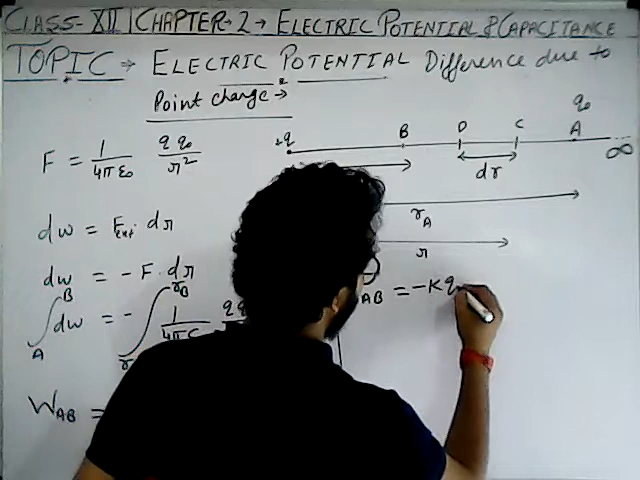 CLASS-XII | CHAPTER-2 → ELECTRIC POTENTIAL & CAPACITANCE
TOPIC → ELECTRIC POTENTIAL Difference due to
Point charge →
q₀
+q B D C A ∞
dr
F = 1/4πε₀ qq₀/r²
r_A
dw = F_ext. dr
r
dw = -F. dr
AB = -Kq
∫_A^B dw = - ∫_r^{r_B} 1/4πε
W_AB =